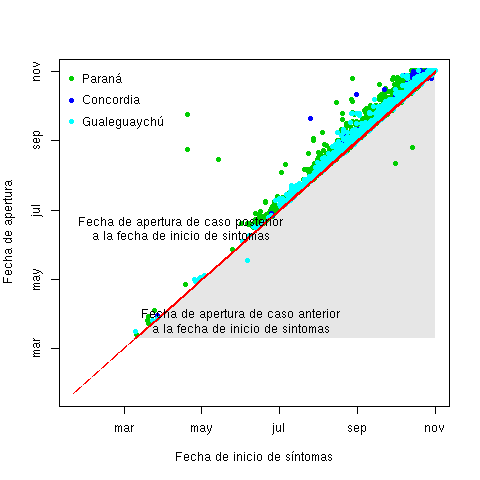 Paraná
Concordia
Gualeguaychú
Fecha de apertura de caso posterior
a la fecha de inicio de sintomas
Fecha de apertura de caso anterior
a la fecha de inicio de sintomas
Fecha de apertura
mar
may
jul
sep
nov
mar
may
jul
sep
nov
Fecha de inicio de síntomas